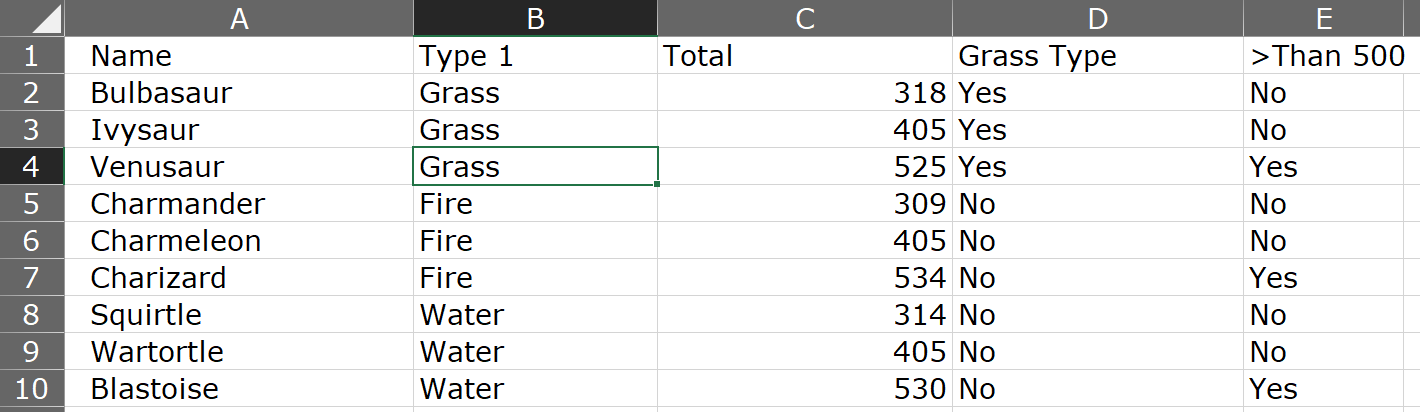 A B C D E
1 Name Type 1 Total Grass Type >Than 500
2 Bulbasaur Grass 318 Yes No
3 Ivysaur Grass 405 Yes No
4 Venusaur Grass 525 Yes Yes
5 Charmander Fire 309 No No
6 Charmeleon Fire 405 No No
7 Charizard Fire 534 No Yes
8 Squirtle Water 314 No No
9 Wartortle Water 405 No No
10 Blastoise Water 530 No Yes